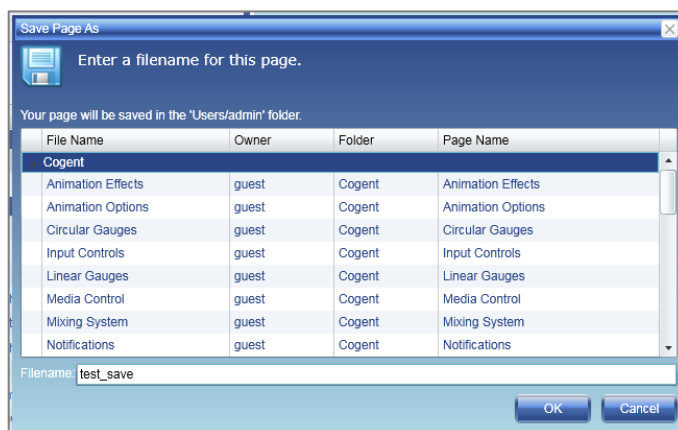 Save Page As
Enter a filename for this page.
Your page will be saved in the 'Users/admin' folder.
File Name Owner Folder Page Name
Cogent
Animation Effects guest Cogent Animation Effects
Animation Options guest Cogent Animation Options
Circular Gauges guest Cogent Circular Gauges
Input Controls guest Cogent Input Controls
Linear Gauges guest Cogent Linear Gauges
Media Control guest Cogent Media Control
Mixing System guest Cogent Mixing System
Notifications guest Cogent Notifications
Filename: test_save
OK Cancel